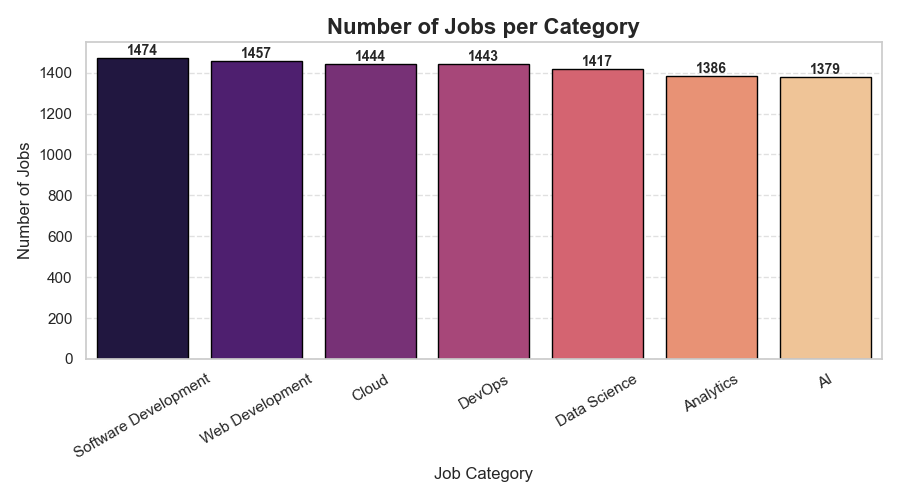 Number of Jobs per Category
1474 1457 1444 1443 1417 1386 1379
Number of Jobs
1400
1200
1000
800
600
400
200
0
Software Development Web Development Cloud DevOps Data Science Analytics AI
Job Category